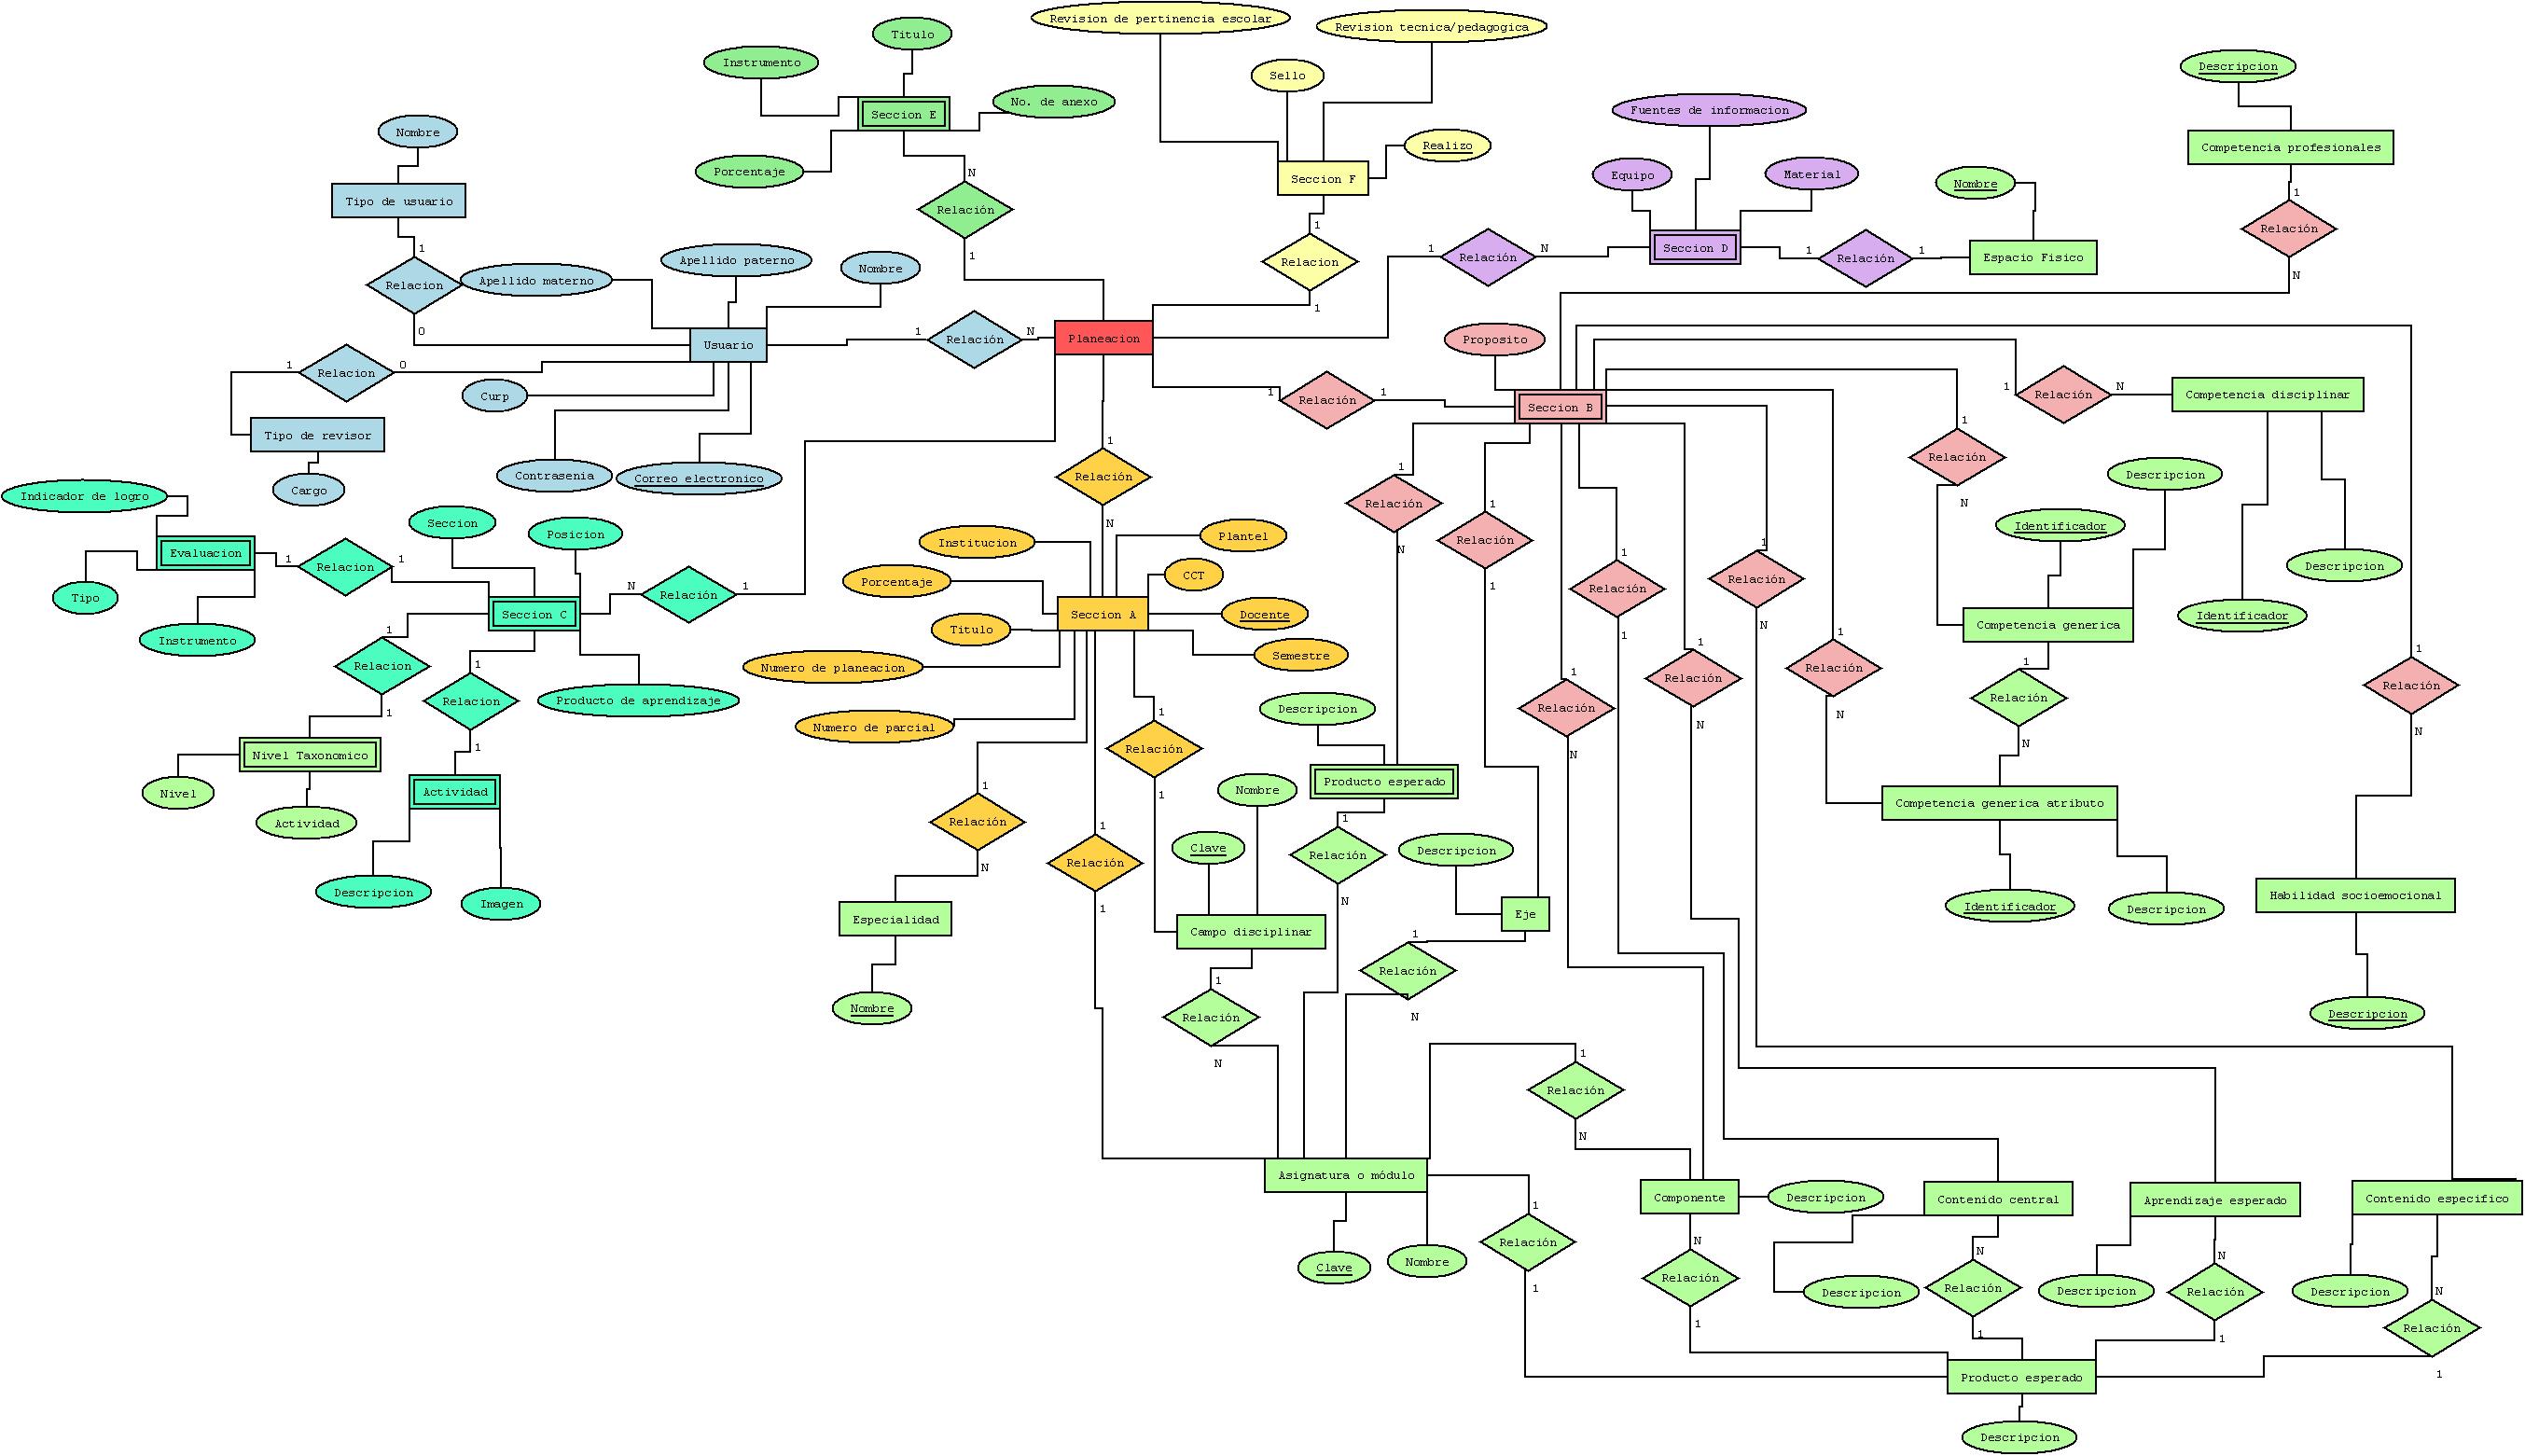 Revision de pertinencia escolar
Revision tecnica/pedagogica
Titulo
Instrumento
Sello
Descripcion
No. de anexo
Seccion E
Fuentes de informacion
Nombre
Realizo
Competencia profesionales
Porcentaje
Seccion F
Equipo
Material
Nombre
N
1
Tipo de usuario
Relación
1
Relación
1
Relacion
1
N
Relación
Seccion D
1
1
Relación
Espacio Fisico
1
Apellido paterno
Nombre
Apellido materno
Relacion
N
1
0
Usuario
1
Relación
N
Planeacion
Proposito
1
Relacion
0
Curp
1
Relación
1
Seccion B
1
Relación
N
Competencia disciplinar
Tipo de revisor
1
1
Relación
N
Contrasenia
Correo electronico
Cargo
Relación
1
Relación
Descripcion
Indicador de logro
N
Seccion
Posicion
Institucion
Plantel
1
Relación
N
1
Identificador
Evaluacion
1
Relacion
1
1
Relación
1
Relación
Descripcion
Tipo
Porcentaje
CCT
N
Relación
1
1
Relación
N
Seccion C
Seccion A
Docente
Identificador
Competencia generica
Instrumento
1
Titulo
1
1
1
Relacion
Numero de planeacion
Semestre
1
Relación
N
Relación
N
1
Relación
1
Relacion
1
Producto de aprendizaje
1
Relación
N
1
Relación
N
1
Relación
N
Numero de parcial
1
Relación
1
Descripcion
Nivel Taxonomico
Nivel
Actividad
Actividad
1
Relación
N
Nombre
Producto esperado
Competencia generica atributo
1
Relación
1
Clave
1
Relación
N
Descripcion
Descripcion
Imagen
Especialidad
Campo disciplinar
Eje
Identificador
Descripcion
Habilidad socioemocional
Nombre
1
Relación
N
1
Relación
N
Descripcion
1
Relación
N
Asignatura o módulo
Componente
Descripcion
Contenido central
Aprendizaje esperado
Contenido especifico
Clave
Nombre
1
Relación
1
N
Relación
1
N
Relación
1
Descripcion
Descripcion
N
Relación
1
Descripcion
N
Relación
1
Producto esperado
Descripcion